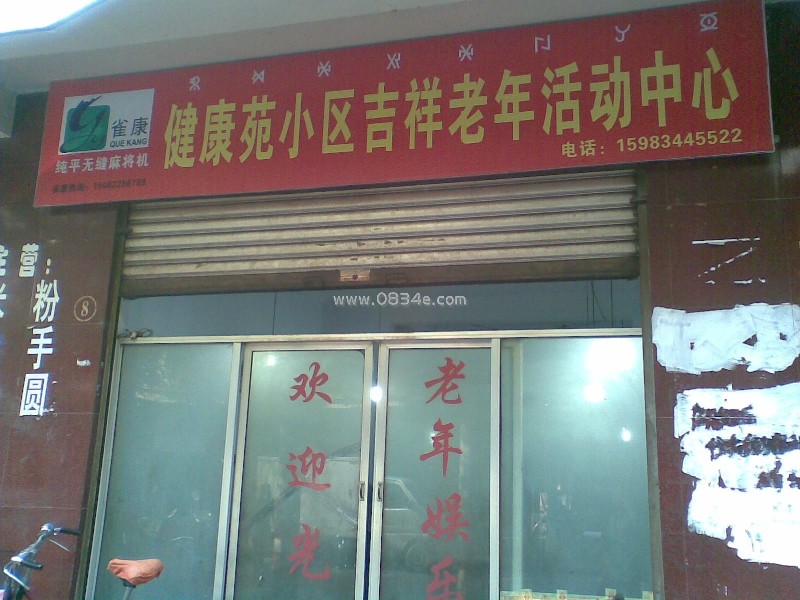 健康苑小区吉祥老年活动中心
雀康
QUE KANG
纯平无缝麻将机
电话：15983445522
www.0834e.com
营：
粉
手
圆
8
欢迎光
老年娱乐